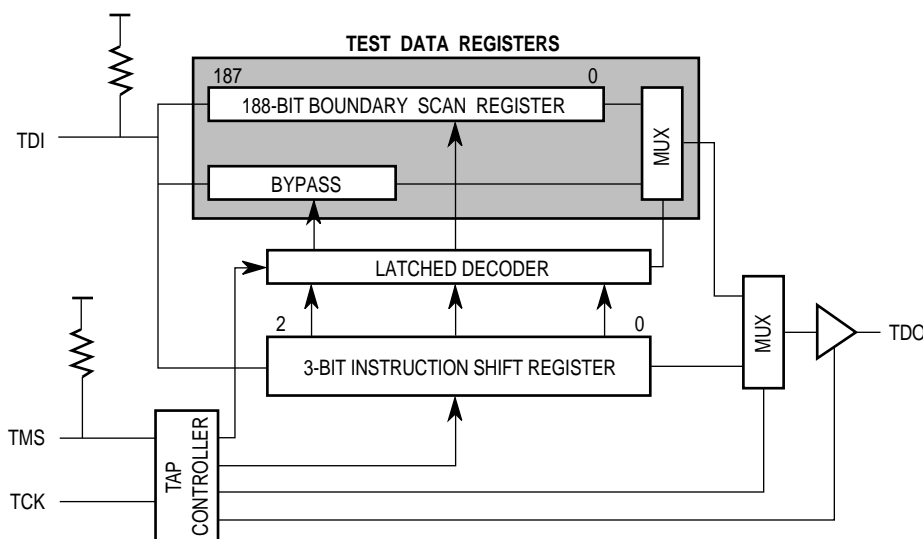 TEST DATA REGISTERS
187
0
188-BIT BOUNDARY SCAN REGISTER
TDI
MUX
BYPASS
LATCHED DECODER
2
0
MUX
TDO
3-BIT INSTRUCTION SHIFT REGISTER
TMS
TAP
CONTROLLER
TCK